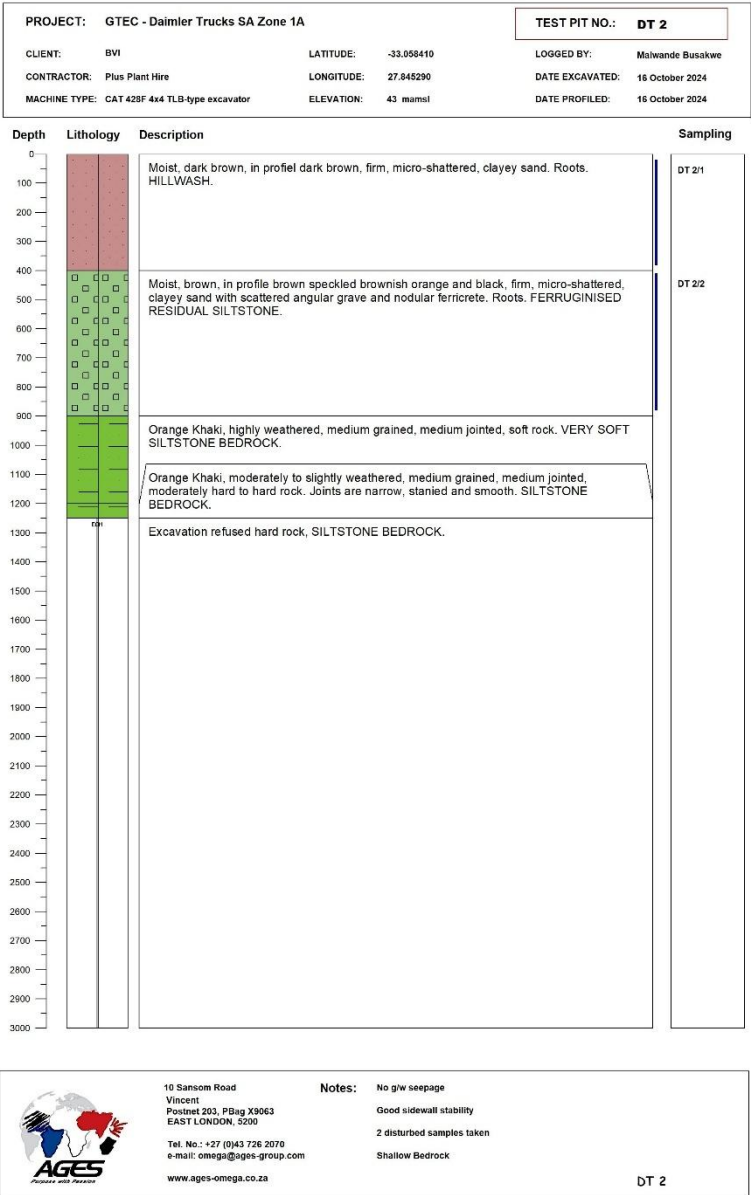 PROJECT: GTEC - Daimler Trucks SA Zone 1A
TEST PIT NO.: DT 2
CLIENT: BVI LATITUDE: -33.058410 LOGGED BY: Malwande Busakwe
CONTRACTOR: Plus Plant Hire LONGITUDE: 27.845290 DATE EXCAVATED: 16 October 2024
MACHINE TYPE: CAT 428F 4x4 TLB-type excavator ELEVATION: 43 mamsl DATE PROFILED: 16 October 2024
Depth Lithology Description Sampling
0
Moist, dark brown, in profiel dark brown, firm, micro-shattered, clayey sand. Roots. DT 2/1
HILLWASH.
100
200
300
400
Moist, brown, in profile brown speckled brownish orange and black, firm, micro-shattered, DT 2/2
clayey sand with scattered angular grave and nodular ferricrete. Roots. FERRUGINISED
RESIDUAL SILTSTONE.
500
600
700
800
900
Orange Khaki, highly weathered, medium grained, medium jointed, soft rock. VERY SOFT
SILTSTONE BEDROCK.
1000
1100
Orange Khaki, moderately to slightly weathered, medium grained, medium jointed,
moderately hard to hard rock. Joints are narrow, stanied and smooth. SILTSTONE
BEDROCK.
1200
EOH
1300
Excavation refused hard rock, SILTSTONE BEDROCK.
1400
1500
1600
1700
1800
1900
2000
2100
2200
2300
2400
2500
2600
2700
2800
2900
3000
AGES
Purpose with Passion
10 Sansom Road
Vincent
Postnet 203, PBag X9063
EAST LONDON, 5200
Tel. No.: +27 (0)43 726 2070
e-mail: omega@ages-group.com
www.ages-omega.co.za
Notes: No g/w seepage
Good sidewall stability
2 disturbed samples taken
Shallow Bedrock
DT 2